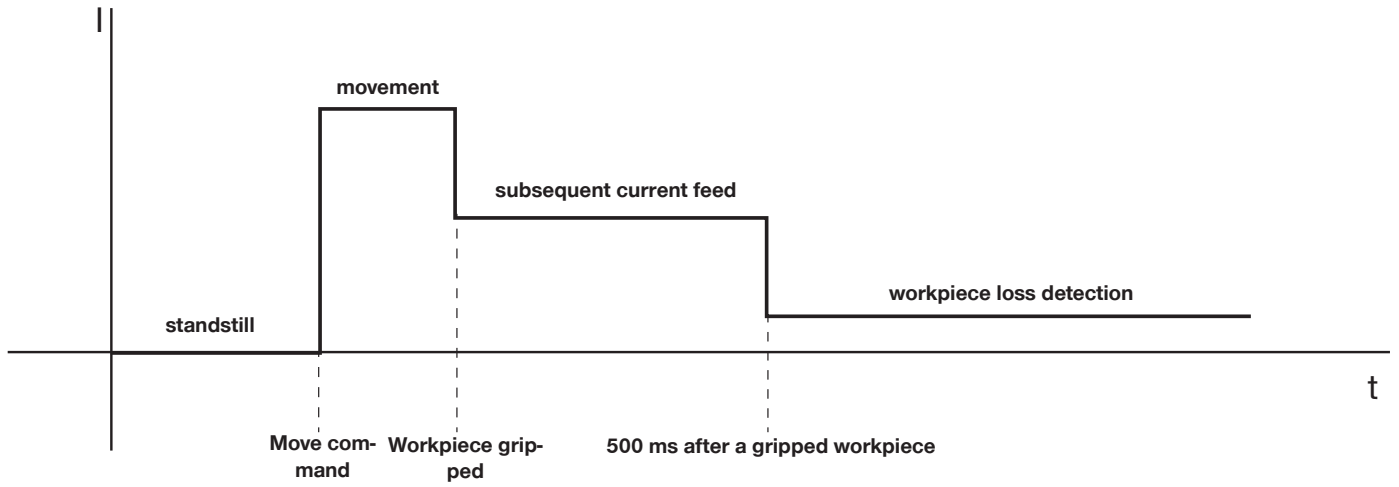 I
movement
subsequent current feed
workpiece loss detection
standstill
t
Move com-
mand
Workpiece grip-
ped
500 ms after a gripped workpiece